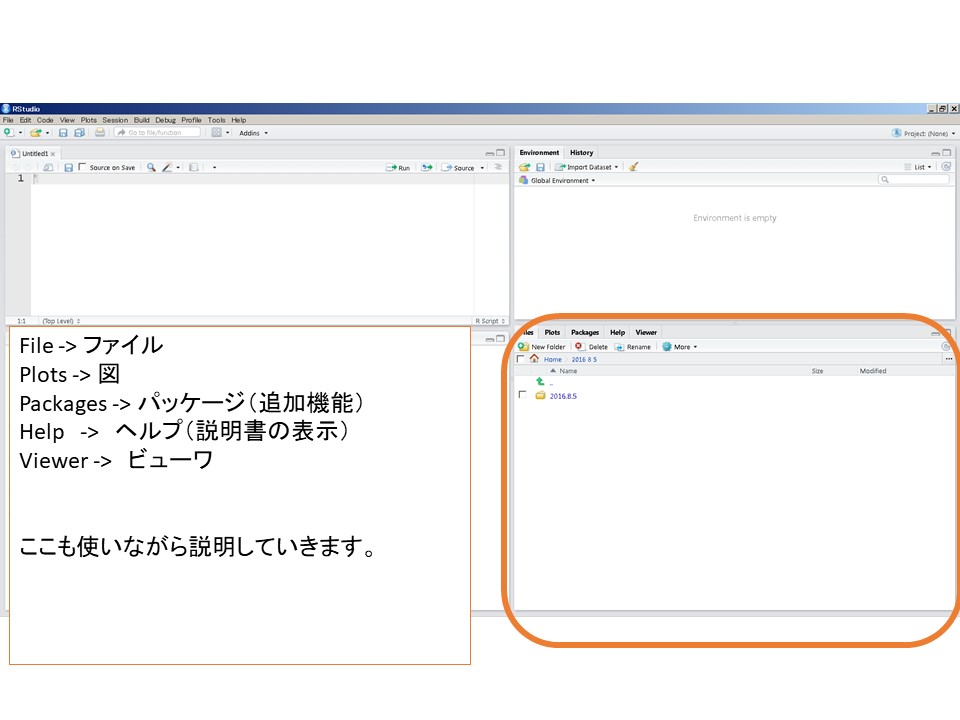 RStudio
File Edit Code View Plots Session Build Debug Profile Tools Help
Go to file/function Addins Project: (None)
Untitled1
Source on Save Run Source
1
1:1 (Top Level) R Script
Environment History
Import Dataset List
Global Environment
Environment is empty
Plots Packages Help Viewer
New Folder Delete Rename More
Home 2016 8 5
Name Size Modified
..
2016.8.5
File -> ファイル
Plots -> 図
Packages -> パッケージ（追加機能）
Help -> ヘルプ（説明書の表示）
Viewer -> ビューワ
ここも使いながら説明していきます。